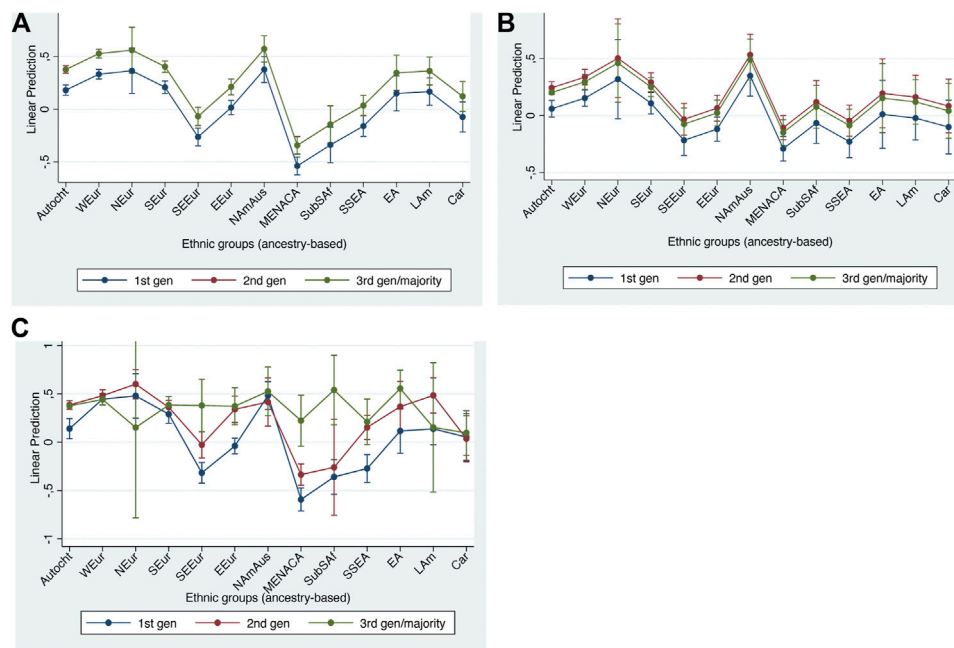 A
Linear Prediction
.5
0
-.5
Autocht
WEur
NEur
SEur
SEEur
EEur
NAmAus
MENACA
SubSAf
SSEA
EA
LAm
Car
Ethnic groups (ancestry-based)
1st gen 2nd gen 3rd gen/majority
B
Linear Prediction
.5
0
-.5
Autocht
WEur
NEur
SEur
SEEur
EEur
NAmAus
MENACA
SubSAf
SSEA
EA
LAm
Car
Ethnic groups (ancestry-based)
1st gen 2nd gen 3rd gen/majority
C
Linear Prediction
1
.5
0
-.5
-1
Autocht
WEur
NEur
SEur
SEEur
EEur
NAmAus
MENACA
SubSAf
SSEA
EA
LAm
Car
Ethnic groups (ancestry-based)
1st gen 2nd gen 3rd gen/majority